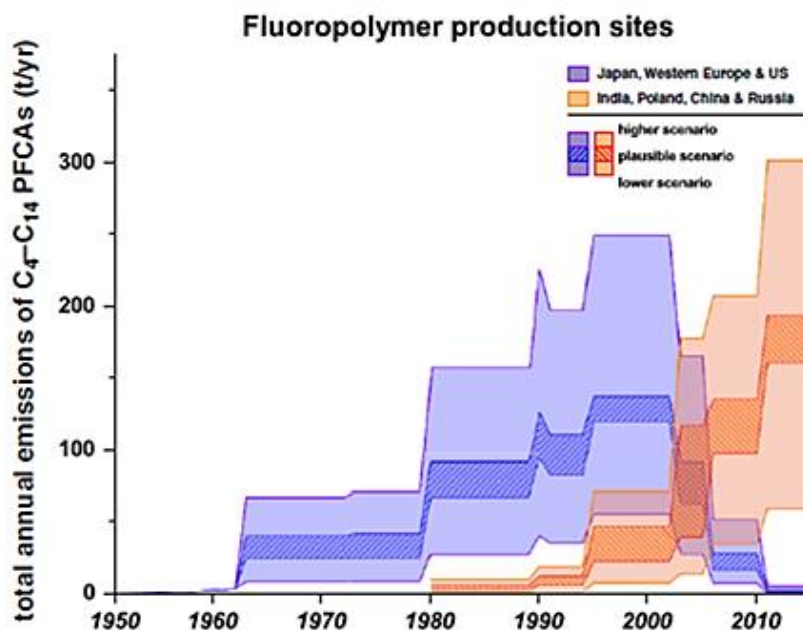 Fluoropolymer production sites
total annual emissions of C₄–C₁₄ PFCAs (t/yr)
Japan, Western Europe & US
India, Poland, China & Russia
higher scenario
plausible scenario
lower scenario
300
200
100
0
1950 1960 1970 1980 1990 2000 2010